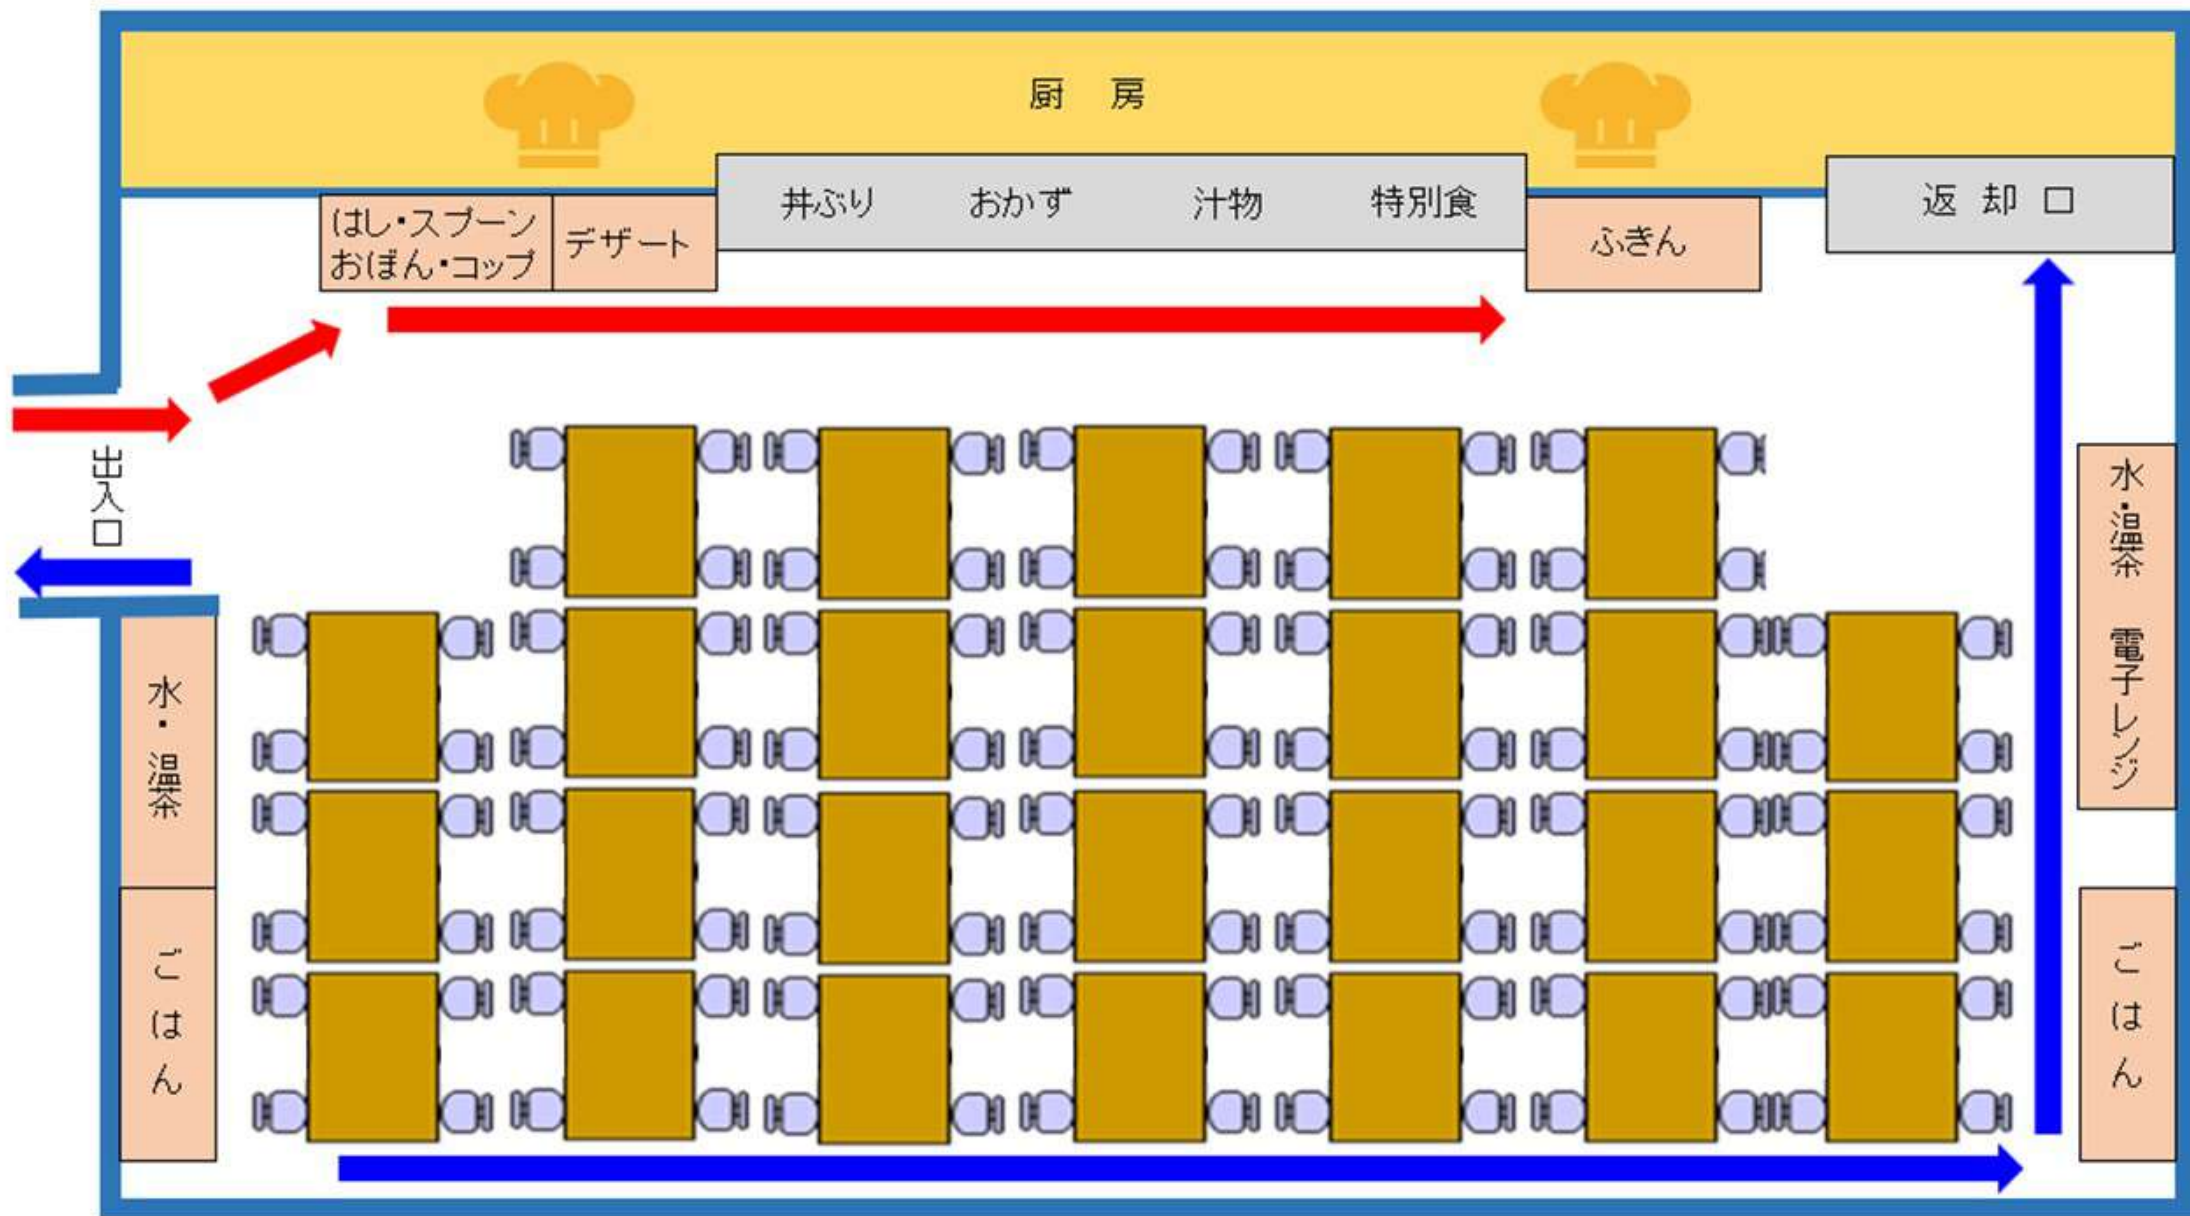 厨 房
はし・スプーン
おぼん・コップ
デザート
丼ぶり おかず 汁物 特別食
ふきん
返 却 口
出入口
水・温茶
ごはん
水・温茶 電子レンジ
ごはん